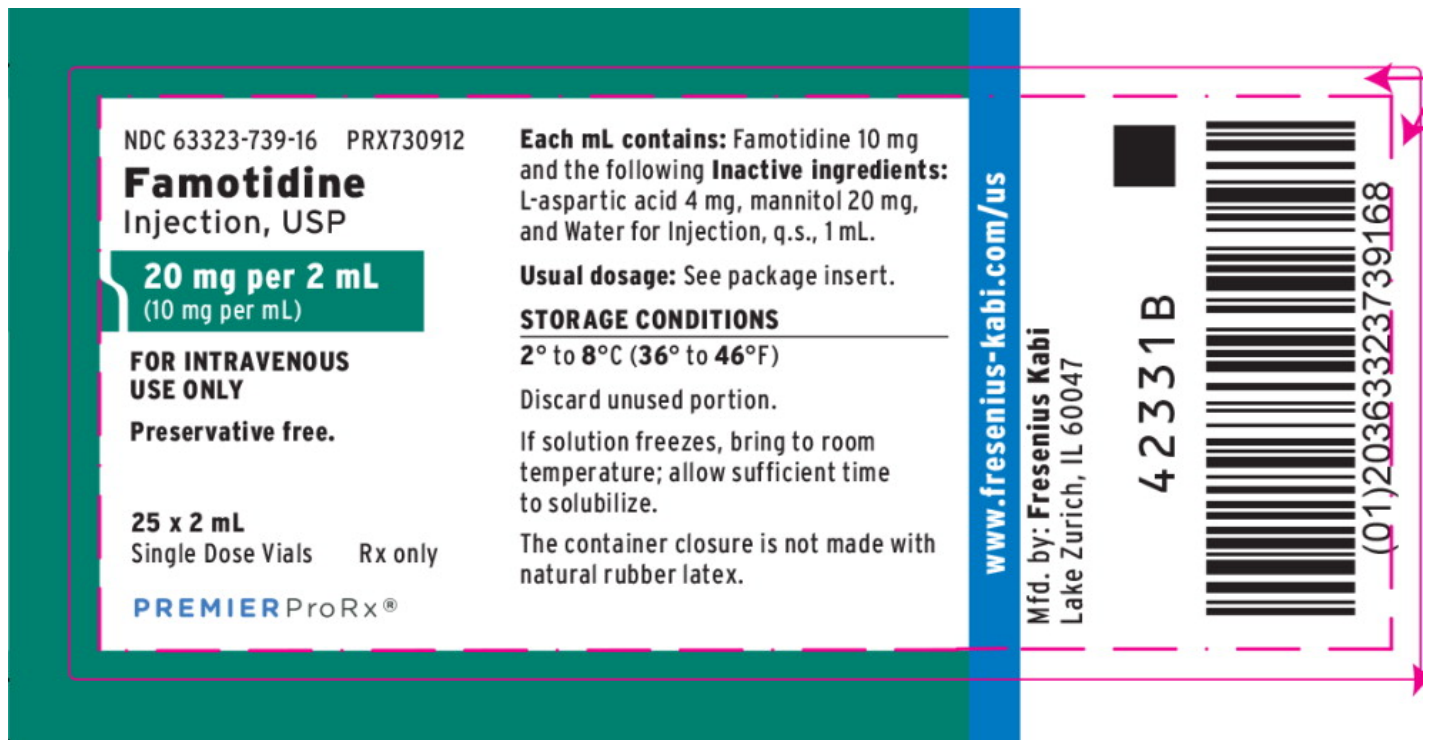 NDC 63323-739-16 PRX730912
Famotidine
Injection, USP
20 mg per 2 mL
(10 mg per mL)
FOR INTRAVENOUS
USE ONLY
Preservative free.
25 x 2 mL
Single Dose Vials Rx only
PREMIERProRx®
Each mL contains: Famotidine 10 mg
and the following Inactive ingredients:
L-aspartic acid 4 mg, mannitol 20 mg,
and Water for Injection, q.s., 1 mL.
Usual dosage: See package insert.
STORAGE CONDITIONS
2° to 8°C (36° to 46°F)
Discard unused portion.
If solution freezes, bring to room
temperature; allow sufficient time
to solubilize.
The container closure is not made with
natural rubber latex.
www.fresenius-kabi.com/us
Mfd. by: Fresenius Kabi
Lake Zurich, IL 60047
42331B
(01)20363323739168